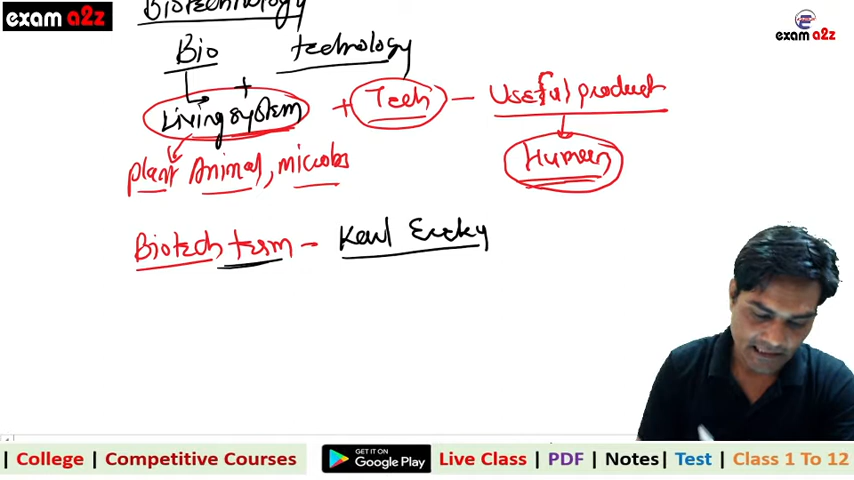 exam a2z
exam a2z
Biotechnology
Bio technology
+
Living system + Tech — Useful product
Plant Animal, microbs Human
Biotech term - Karl Ereky
| College | Competitive Courses | GET IT ON Google Play Live Class | PDF | Notes| Test | Class 1 To 12